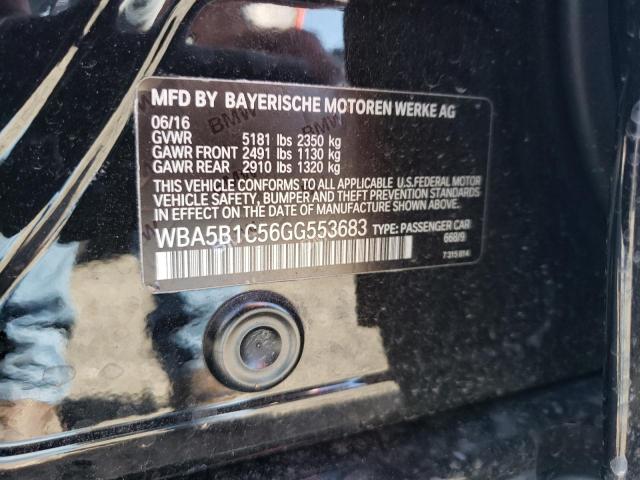 MFD BY BAYERISCHE MOTOREN WERKE AG
06/16
GVWR 5181 lbs 2350 kg
GAWR FRONT 2491 lbs 1130 kg
GAWR REAR 2910 lbs 1320 kg
THIS VEHICLE CONFORMS TO ALL APPLICABLE U.S. FEDERAL MOTOR
VEHICLE SAFETY, BUMPER, AND THEFT PREVENTION STANDARDS
IN EFFECT ON THE DATE OF MANUFACTURE SHOWN ABOVE.
WBA5B1C56GG553683 TYPE: PASSENGER CAR
668/9
7 315 814
BMW